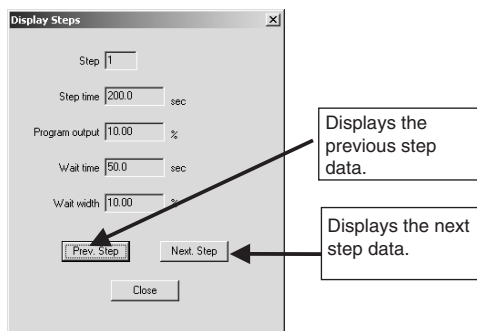 Display Steps
Step 1
Step time 200.0 sec
Program output 10.00 %
Wait time 50.0 sec
Wait width 10.00 %
Prev. Step Next. Step
Close
Displays the
previous step
data.
Displays the next
step data.